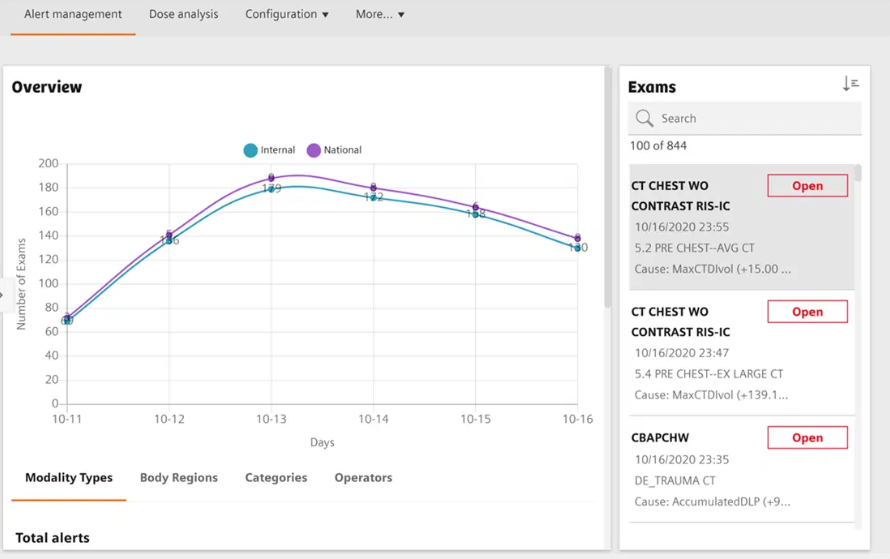 Alert management
Dose analysis
Configuration
More...
Overview
Internal
National
Number of Exams
200
180
160
140
120
100
80
60
40
20
0
179
172
158
130
10-11
10-12
10-13
10-14
10-15
10-16
Days
Modality Types
Body Regions
Categories
Operators
Total alerts
Exams
Search
100 of 844
CT CHEST WO
CONTRAST RIS-IC
Open
10/16/2020 23:55
5.2 PRE CHEST--AVG CT
Cause: MaxCTDIvol (+15.00 ...
CT CHEST WO
CONTRAST RIS-IC
Open
10/16/2020 23:47
5.4 PRE CHEST--EX LARGE CT
Cause: MaxCTDIvol (+139.1...
CBAPCHW
Open
10/16/2020 23:35
DE_TRAUMA CT
Cause: AccumulatedDLP (+9...